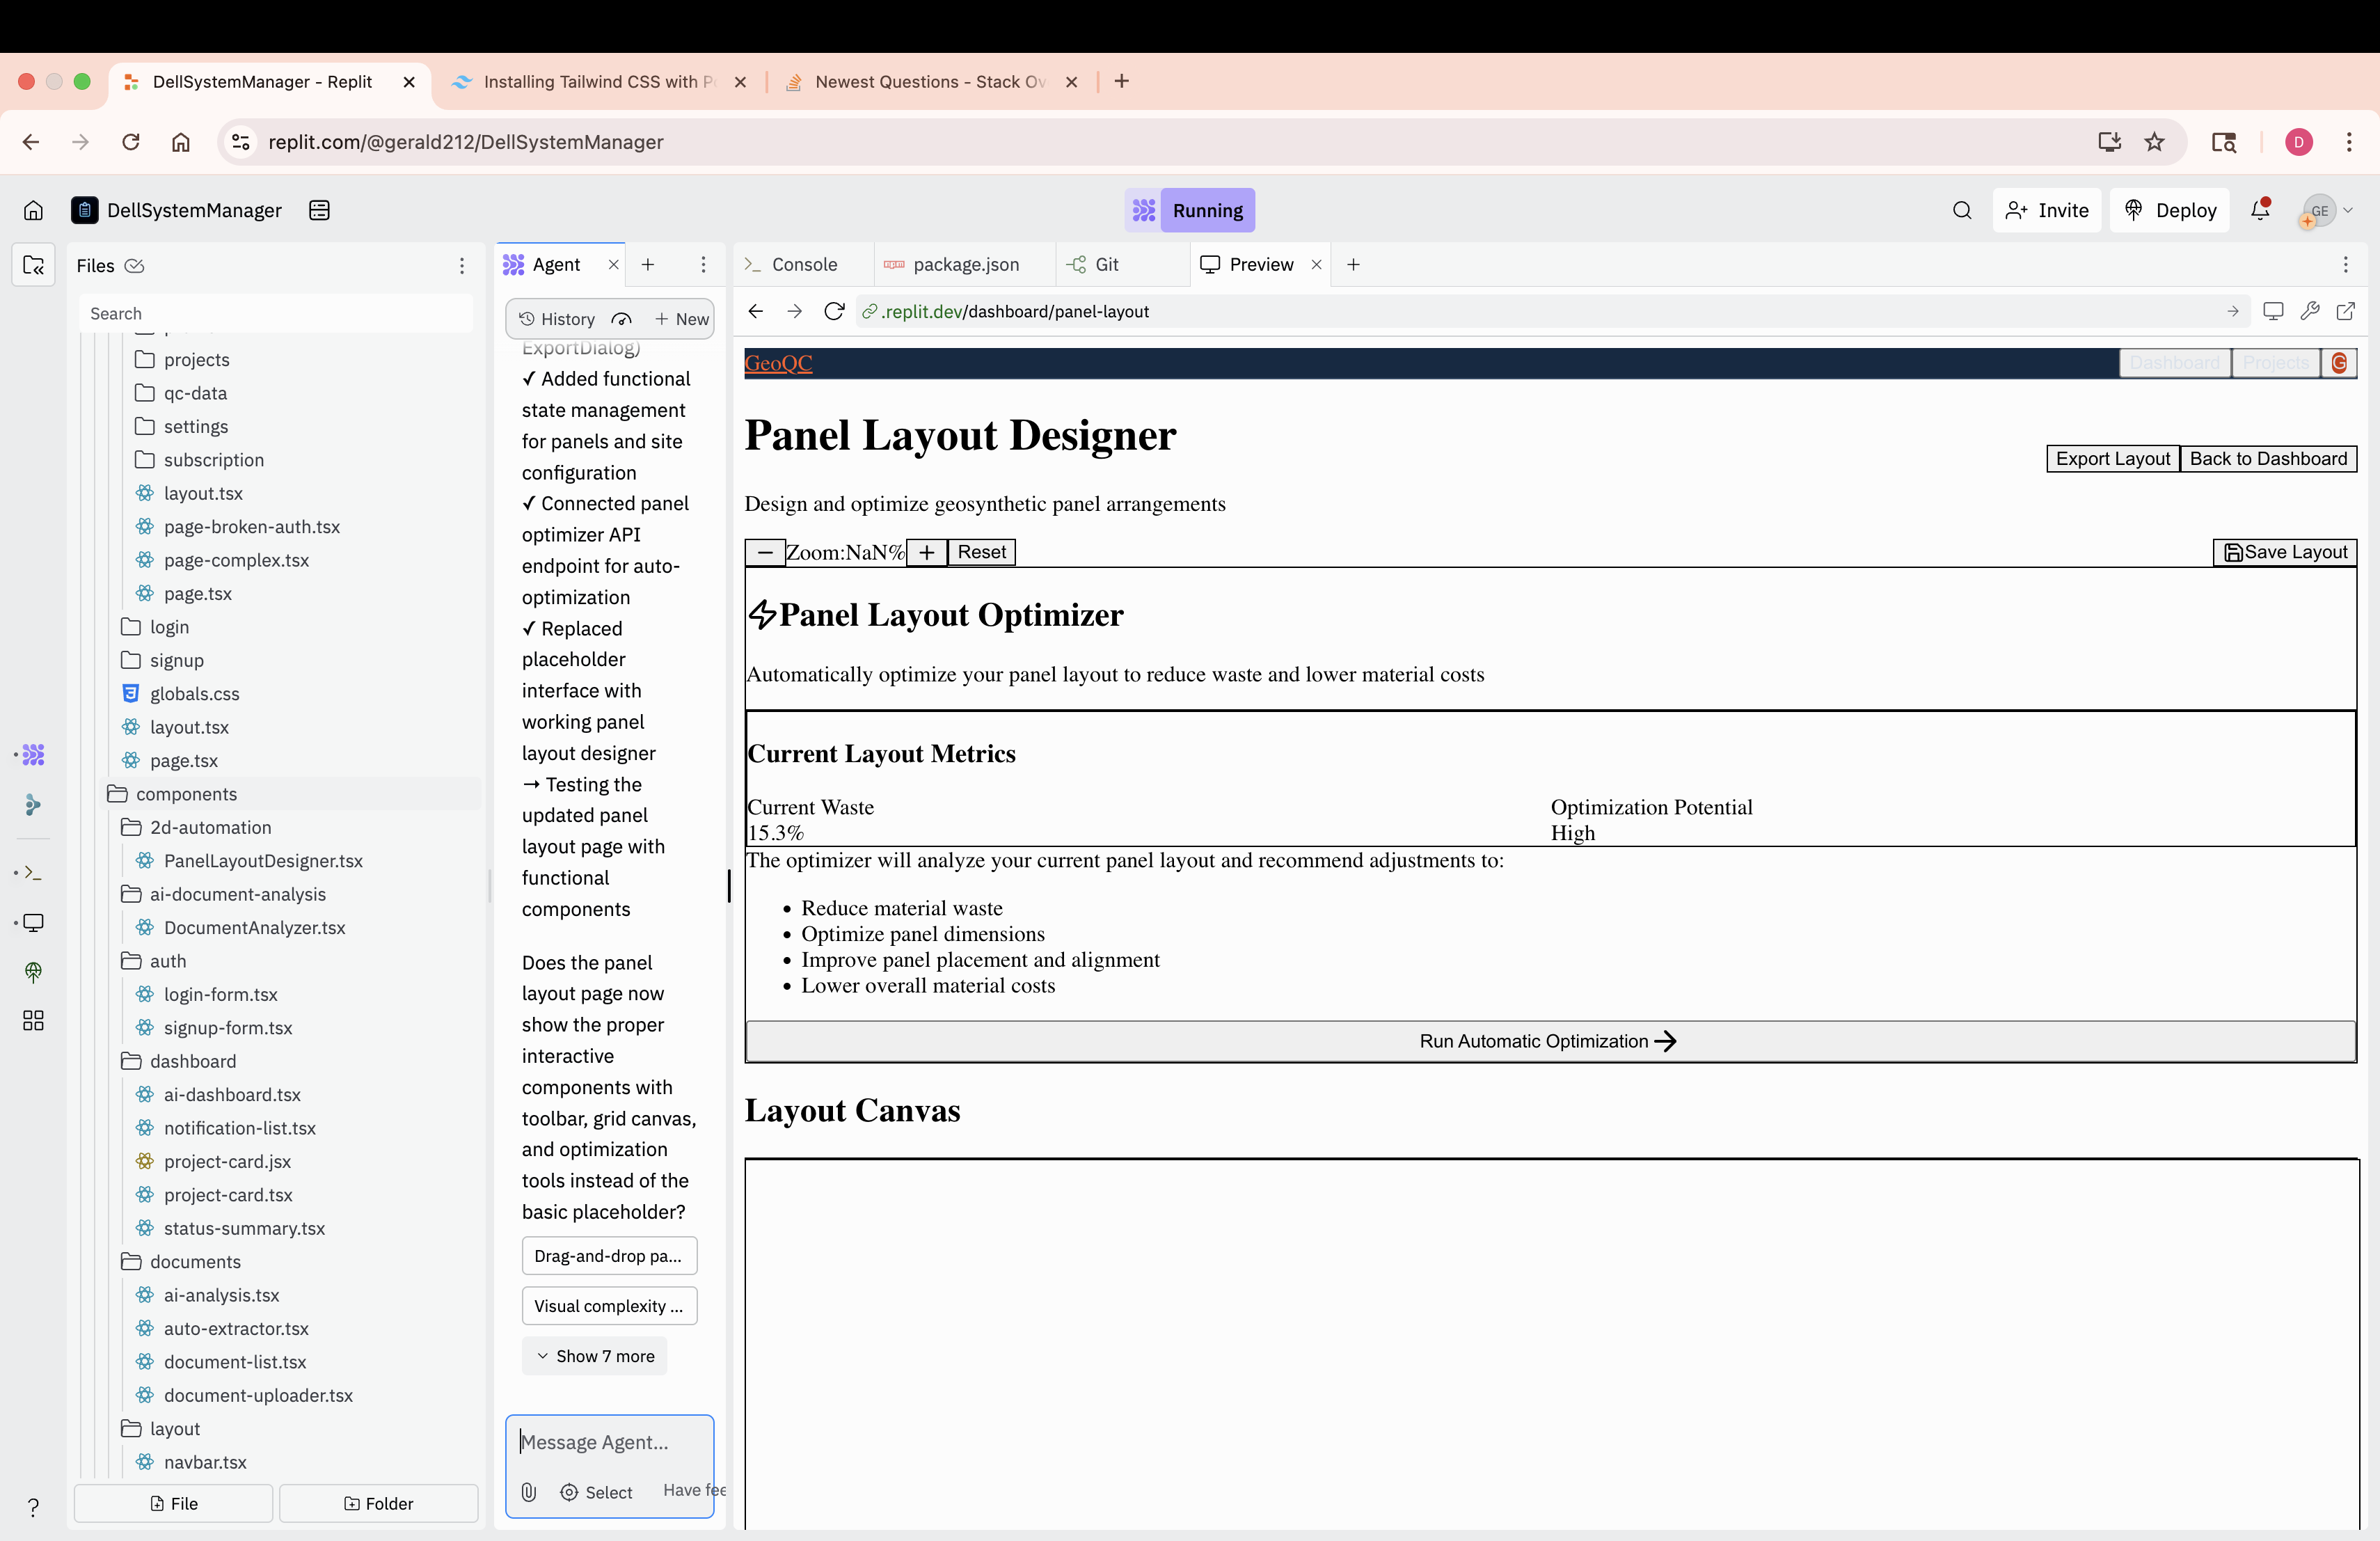 DellSystemManager - Replit
Installing Tailwind CSS with
Newest Questions - Stack
replit.com/@gerald212/DellSystemManager
D
DellSystemManager
Running
Invite
Deploy
GE
Files
Search
projects
qc-data
settings
subscription
layout.tsx
page-broken-auth.tsx
page-complex.tsx
page.tsx
login
signup
globals.css
layout.tsx
page.tsx
components
2d-automation
PanelLayoutDesigner.tsx
ai-document-analysis
DocumentAnalyzer.tsx
auth
login-form.tsx
signup-form.tsx
dashboard
ai-dashboard.tsx
notification-list.tsx
project-card.jsx
project-card.tsx
status-summary.tsx
documents
ai-analysis.tsx
auto-extractor.tsx
document-list.tsx
document-uploader.tsx
layout
navbar.tsx
File
Folder
?
Agent
History
New
ExportDialog)
✓ Added functional
state management
for panels and site
configuration
✓ Connected panel
optimizer API
endpoint for auto-
optimization
✓ Replaced
placeholder
interface with
working panel
layout designer
→ Testing the
updated panel
layout page with
functional
components
Does the panel
layout page now
show the proper
interactive
components with
toolbar, grid canvas,
and optimization
tools instead of the
basic placeholder?
Drag-and-drop pa...
Visual complexity ...
Show 7 more
Message Agent...
Select
Have fee
Console
package.json
Git
Preview
.replit.dev/dashboard/panel-layout
GeoQC
Dashboard
Projects
G
Panel Layout Designer
Export Layout
Back to Dashboard
Design and optimize geosynthetic panel arrangements
Zoom:NaN%
Reset
Save Layout
Panel Layout Optimizer
Automatically optimize your panel layout to reduce waste and lower material costs
Current Layout Metrics
Current Waste
15.3%
Optimization Potential
High
The optimizer will analyze your current panel layout and recommend adjustments to:
• Reduce material waste
• Optimize panel dimensions
• Improve panel placement and alignment
• Lower overall material costs
Run Automatic Optimization
Layout Canvas